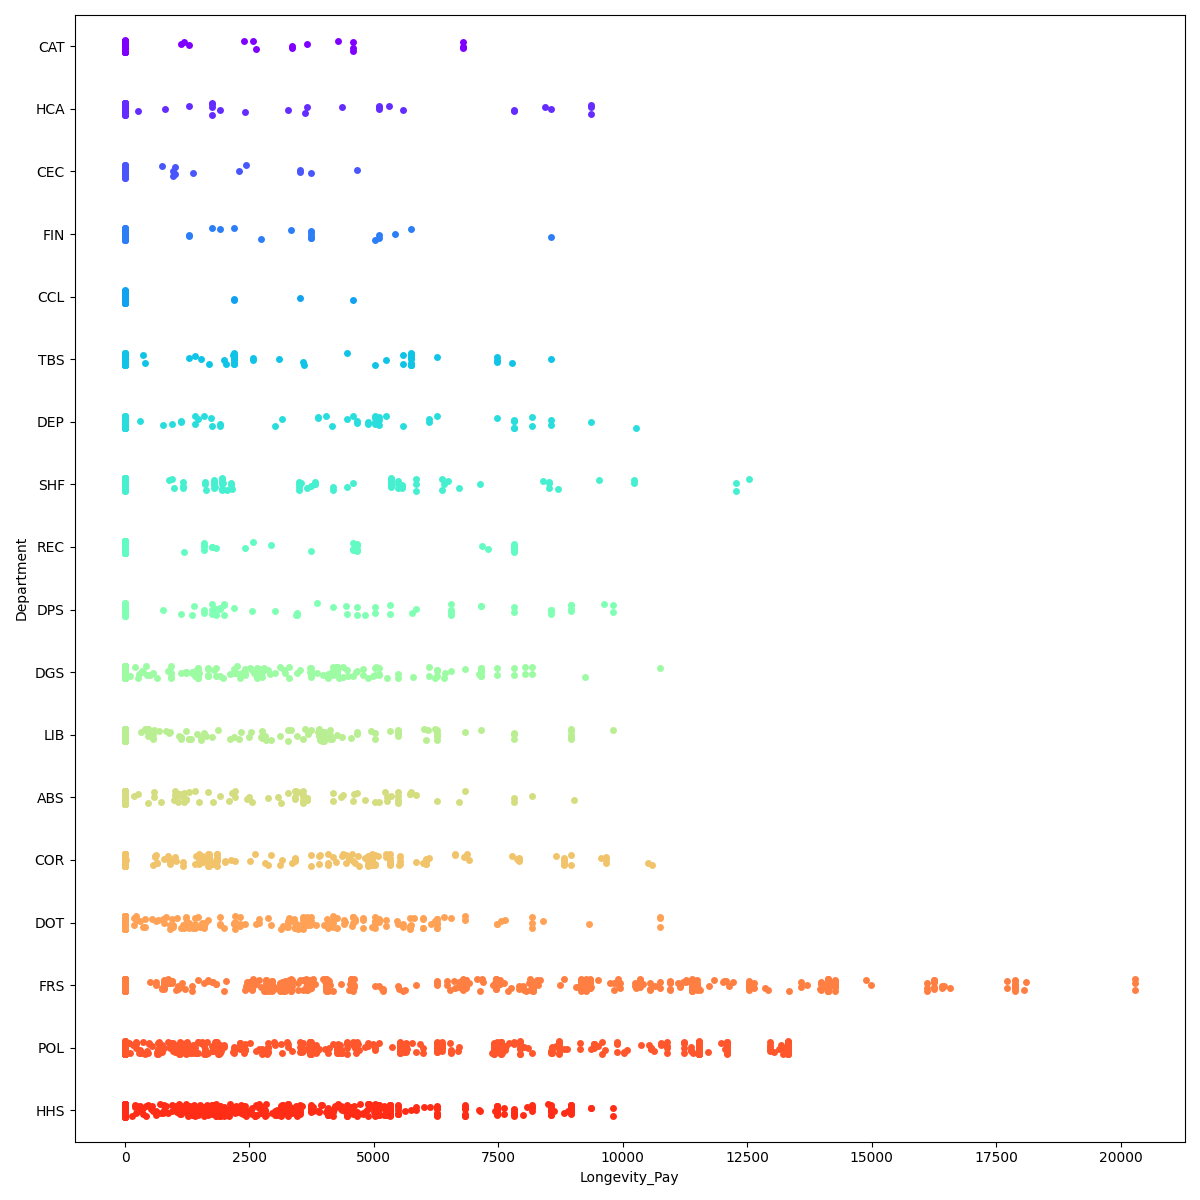 CAT
HCA
CEC
FIN
CCL
TBS
DEP
SHF
REC
DPS
DGS
LIB
ABS
COR
DOT
FRS
POL
HHS
Department
0 2500 5000 7500 10000 12500 15000 17500 20000
Longevity_Pay